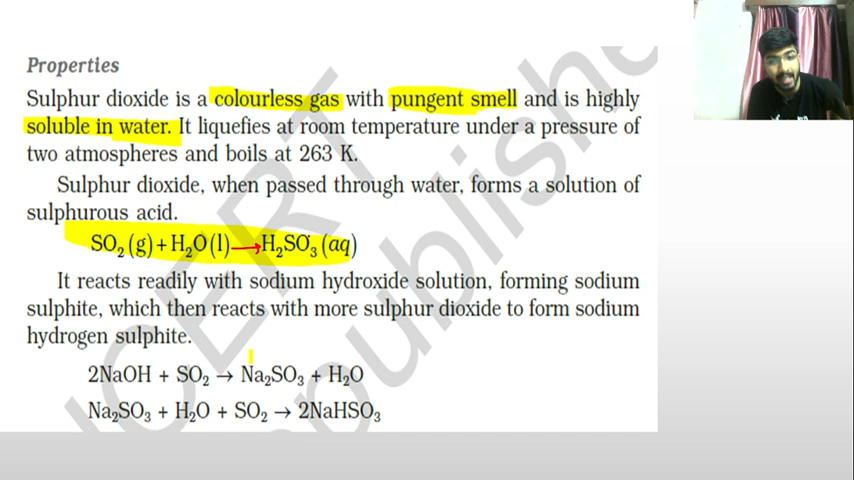 Properties
Sulphur dioxide is a colourless gas with pungent smell and is highly
soluble in water. It liquefies at room temperature under a pressure of
two atmospheres and boils at 263 K.
Sulphur dioxide, when passed through water, forms a solution of
sulphurous acid.
SO₂ (g) + H₂O (l) ⟶ H₂SO₃ (aq)
It reacts readily with sodium hydroxide solution, forming sodium
sulphite, which then reacts with more sulphur dioxide to form sodium
hydrogen sulphite.
2NaOH + SO₂ → Na₂SO₃ + H₂O
Na₂SO₃ + H₂O + SO₂ → 2NaHSO₃
NCERT
republishe